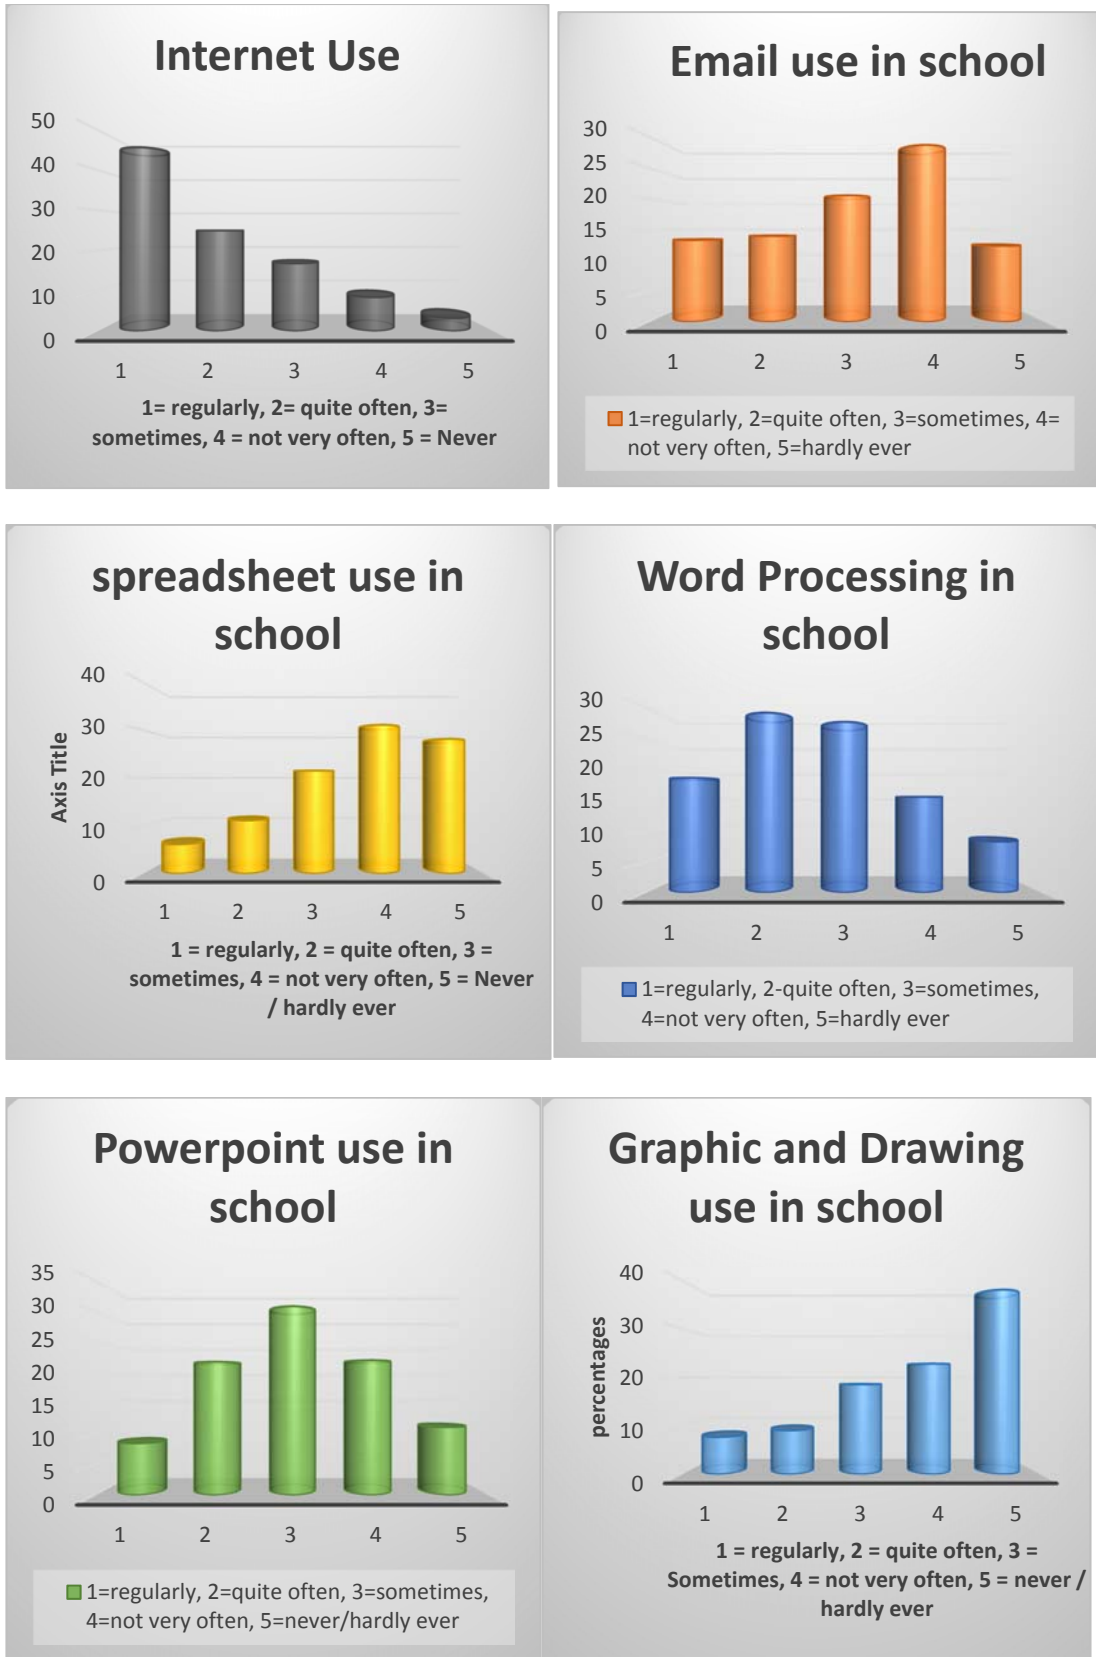 Internet Use
50
40
30
20
10
0
1 2 3 4 5
1= regularly, 2= quite often, 3=
sometimes, 4 = not very often, 5 = Never
Email use in school
30
25
20
15
10
5
0
1 2 3 4 5
1=regularly, 2=quite often, 3=sometimes, 4=
not very often, 5=hardly ever
spreadsheet use in
school
Axis Title
40
30
20
10
0
1 2 3 4 5
1 = regularly, 2 = quite often, 3 =
sometimes, 4 = not very often, 5 = Never
/ hardly ever
Word Processing in
school
30
25
20
15
10
5
0
1 2 3 4 5
1=regularly, 2-quite often, 3=sometimes,
4=not very often, 5=hardly ever
Powerpoint use in
school
35
30
25
20
15
10
5
0
1 2 3 4 5
1=regularly, 2=quite often, 3=sometimes,
4=not very often, 5=never/hardly ever
Graphic and Drawing
use in school
percentages
40
30
20
10
0
1 2 3 4 5
1 = regularly, 2 = quite often, 3 =
Sometimes, 4 = not very often, 5 = never /
hardly ever